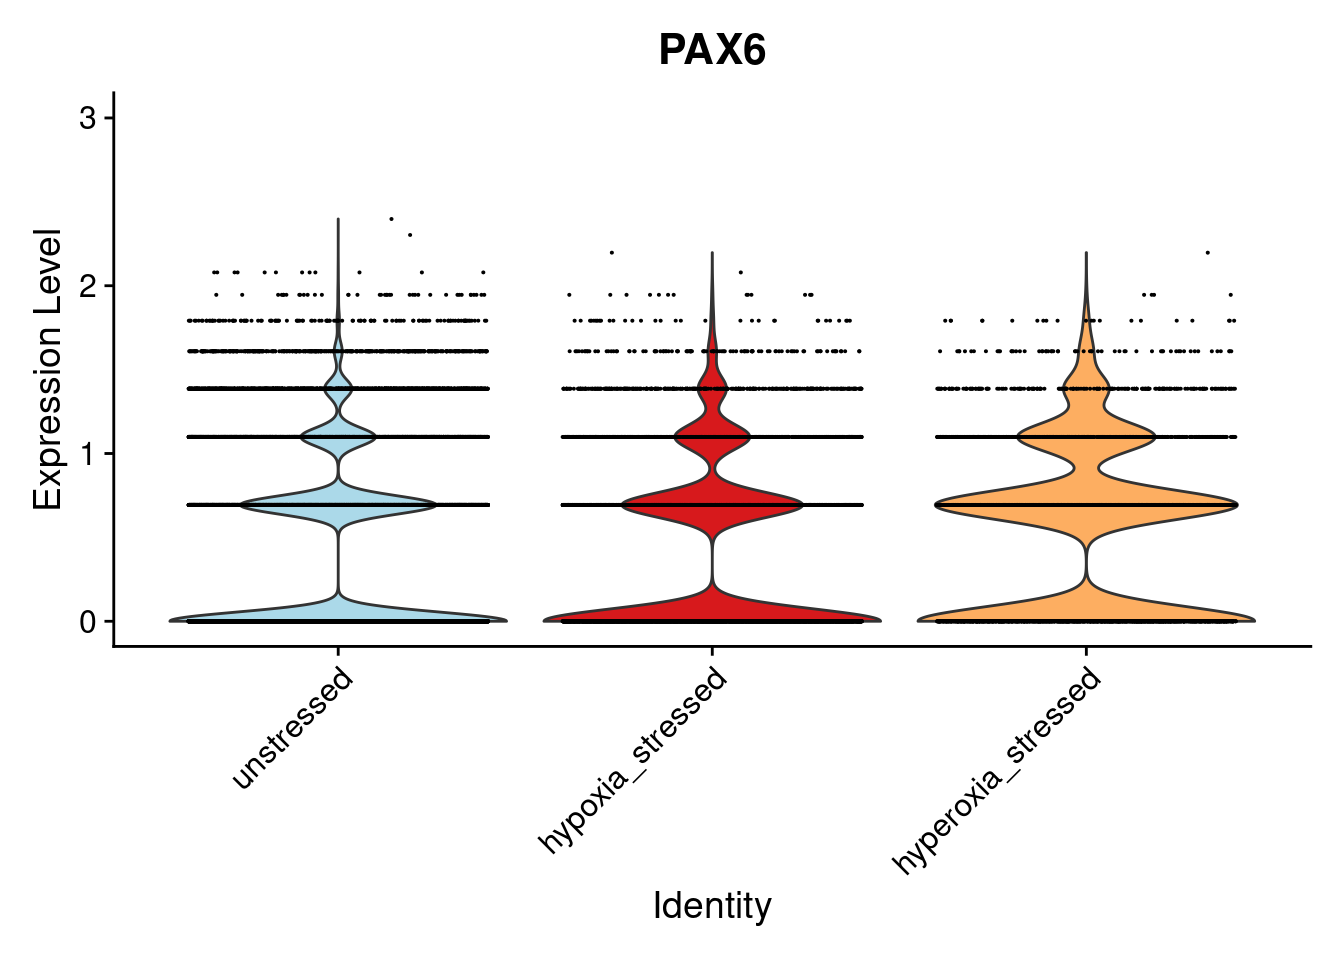 PAX6
Expression Level
3
2
1
0
unstressed
hypoxia_stressed
hyperoxia_stressed
Identity